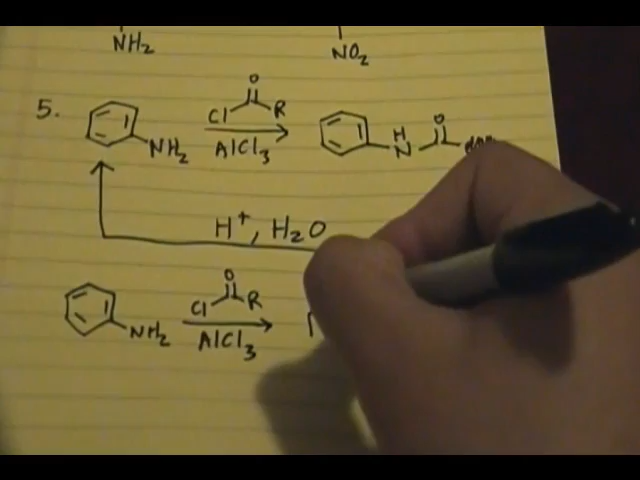 NH₂ NO₂
5. NH₂ Cl O R AlCl₃ H N O
H⁺, H₂O
NH₂ Cl O R AlCl₃